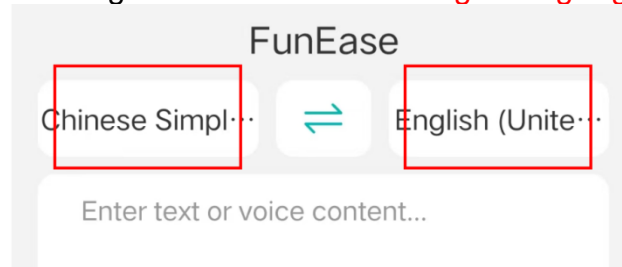 FunEase
Chinese Simpl··· ⇌ English (Unite···
Enter text or voice content...